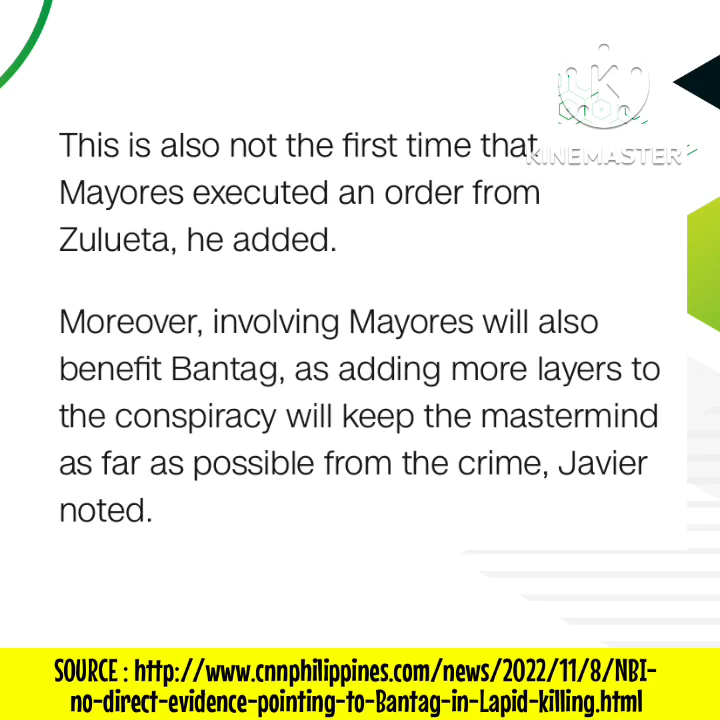 KINEMASTER
This is also not the first time that
Mayores executed an order from
Zulueta, he added.
Moreover, involving Mayores will also
benefit Bantag, as adding more layers to
the conspiracy will keep the mastermind
as far as possible from the crime, Javier
noted.
SOURCE : http://www.cnnphilippines.com/news/2022/11/8/NBI-
no-direct-evidence-pointing-to-Bantag-in-Lapid-killing.html